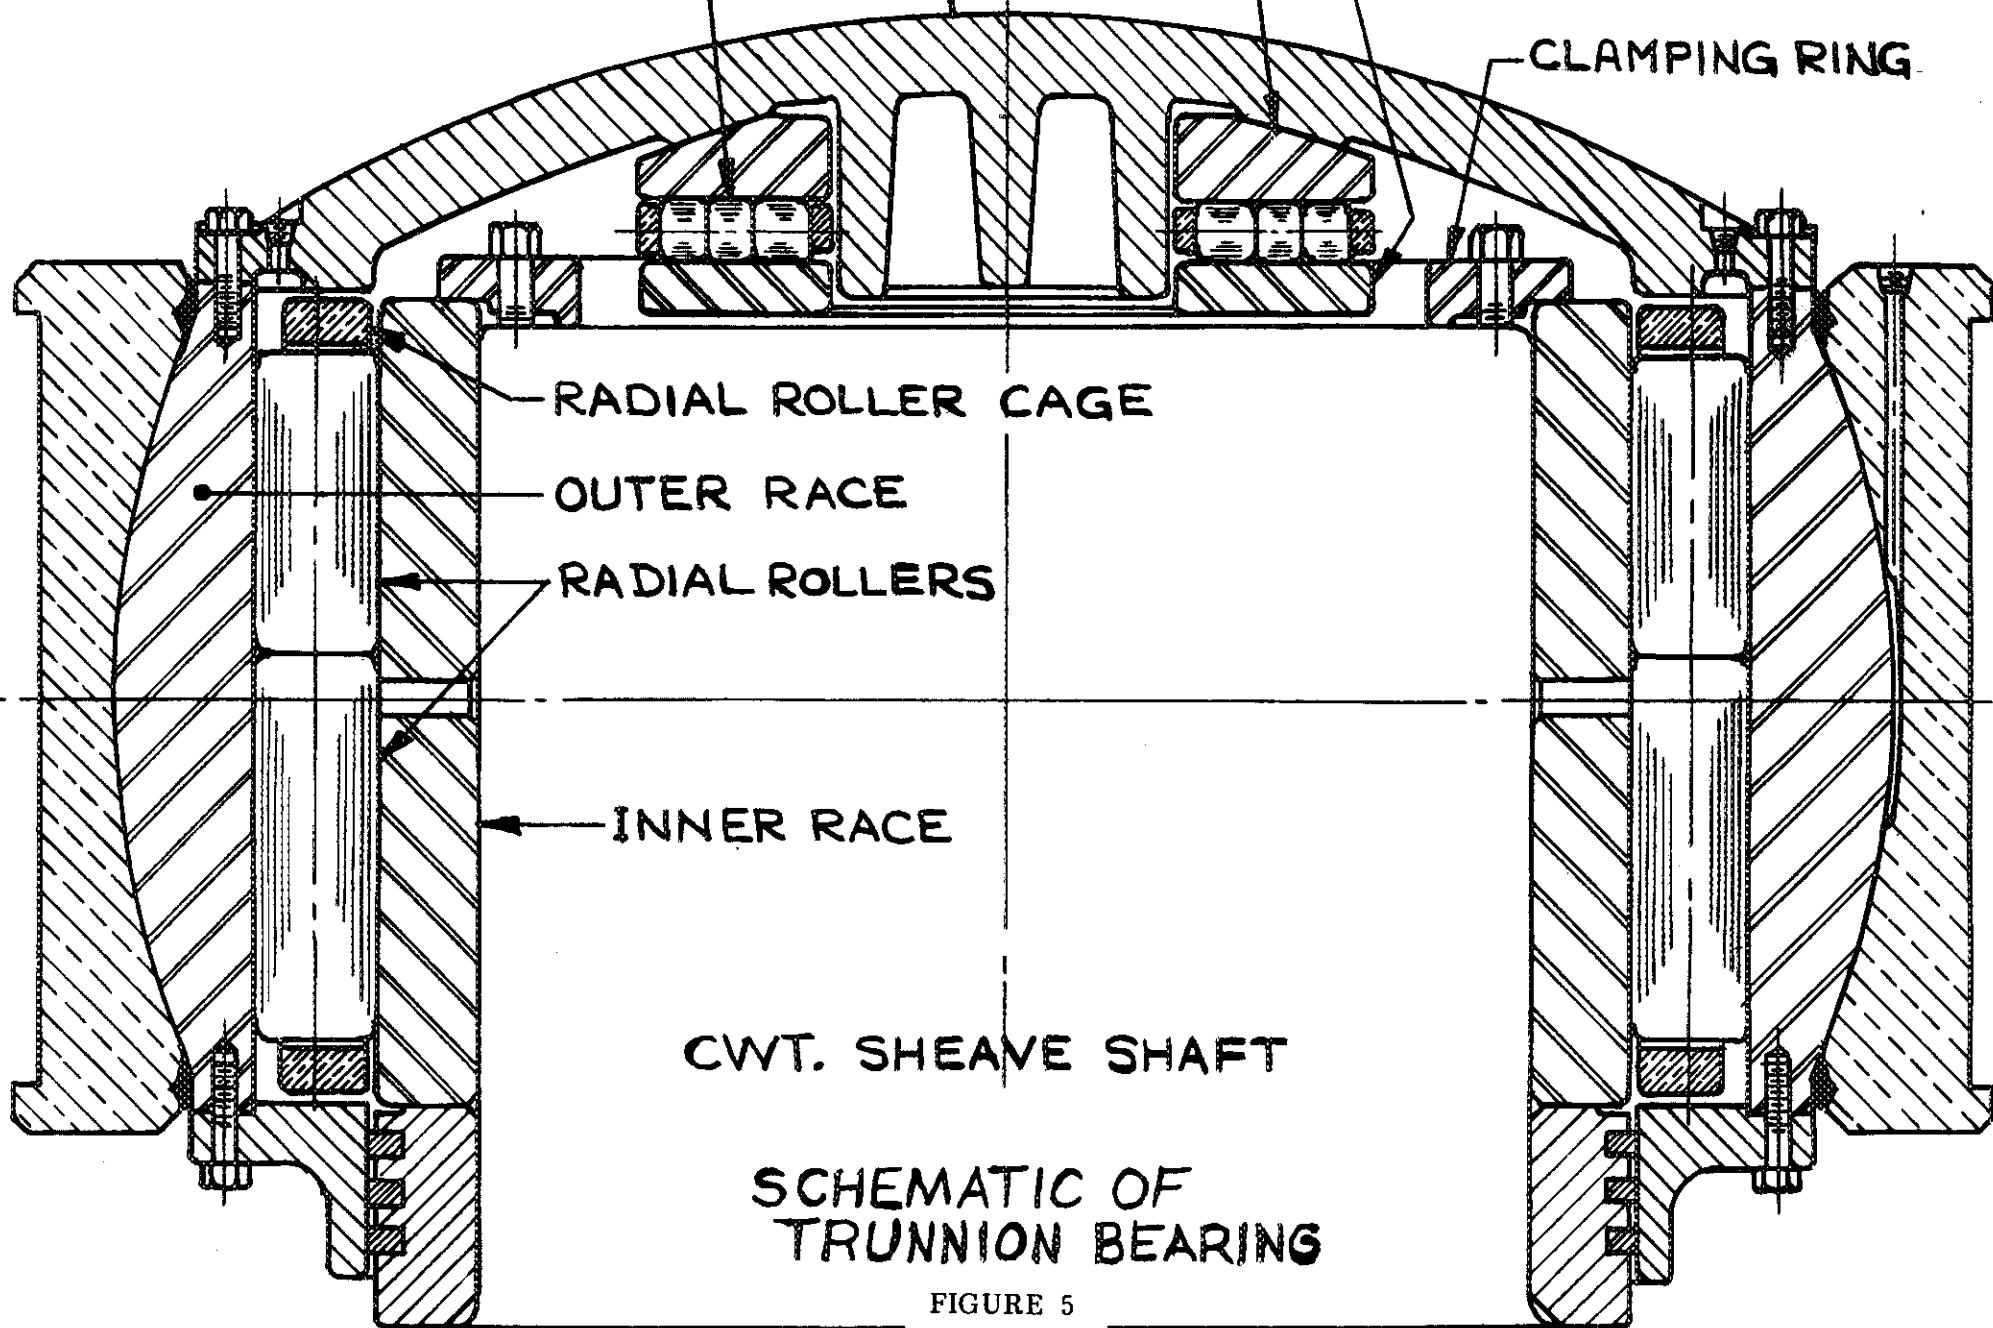 CLAMPING RING
RADIAL ROLLER CAGE
OUTER RACE
RADIAL ROLLERS
INNER RACE
CWT. SHEAVE SHAFT
SCHEMATIC OF
TRUNNION BEARING
FIGURE 5